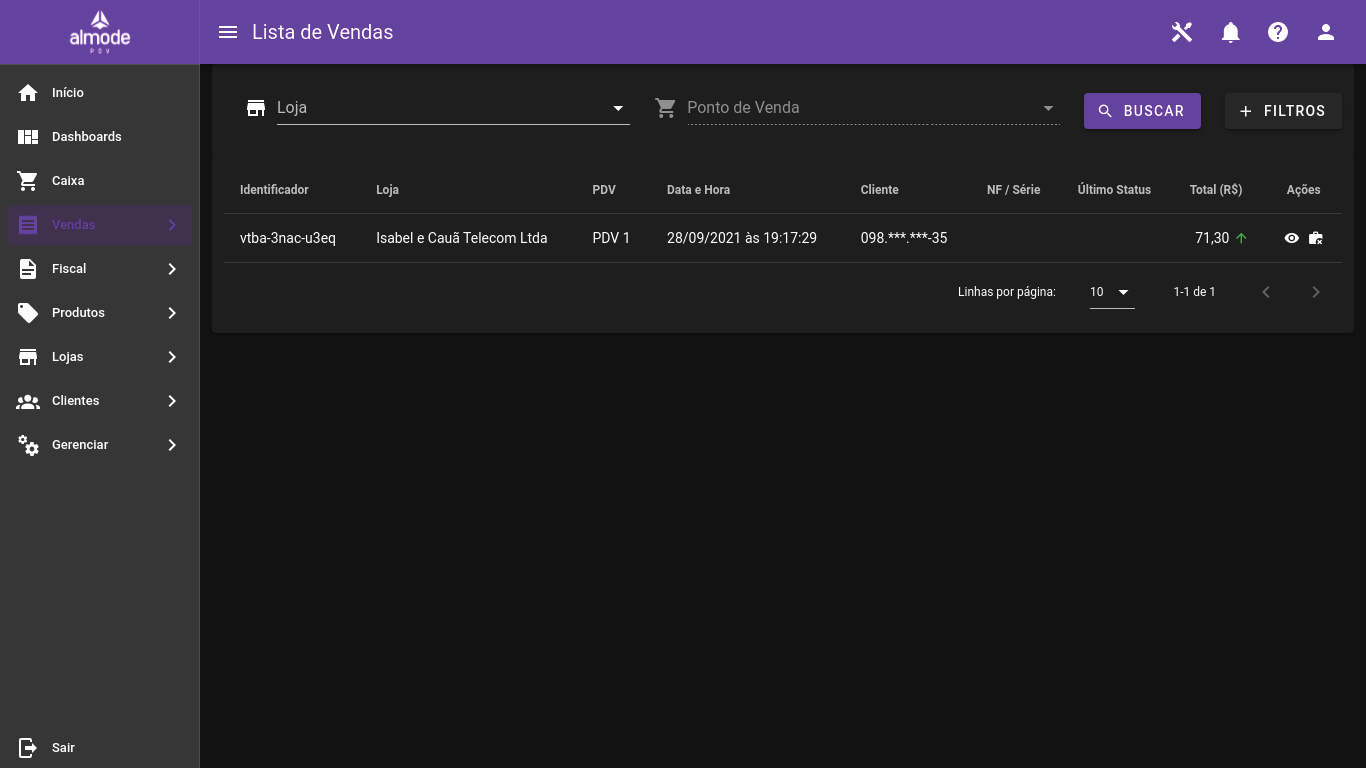 almode
PDV
Lista de Vendas
Início
Dashboards
Caixa
Vendas
Fiscal
Produtos
Lojas
Clientes
Gerenciar
Sair
Loja
Ponto de Venda
BUSCAR
FILTROS
Identificador Loja PDV Data e Hora Cliente NF / Série Último Status Total (R$) Ações
vtba-3nac-u3eq Isabel e Cauã Telecom Ltda PDV 1 28/09/2021 às 19:17:29 098.***.***-35 71,30
Linhas por página: 10 1-1 de 1